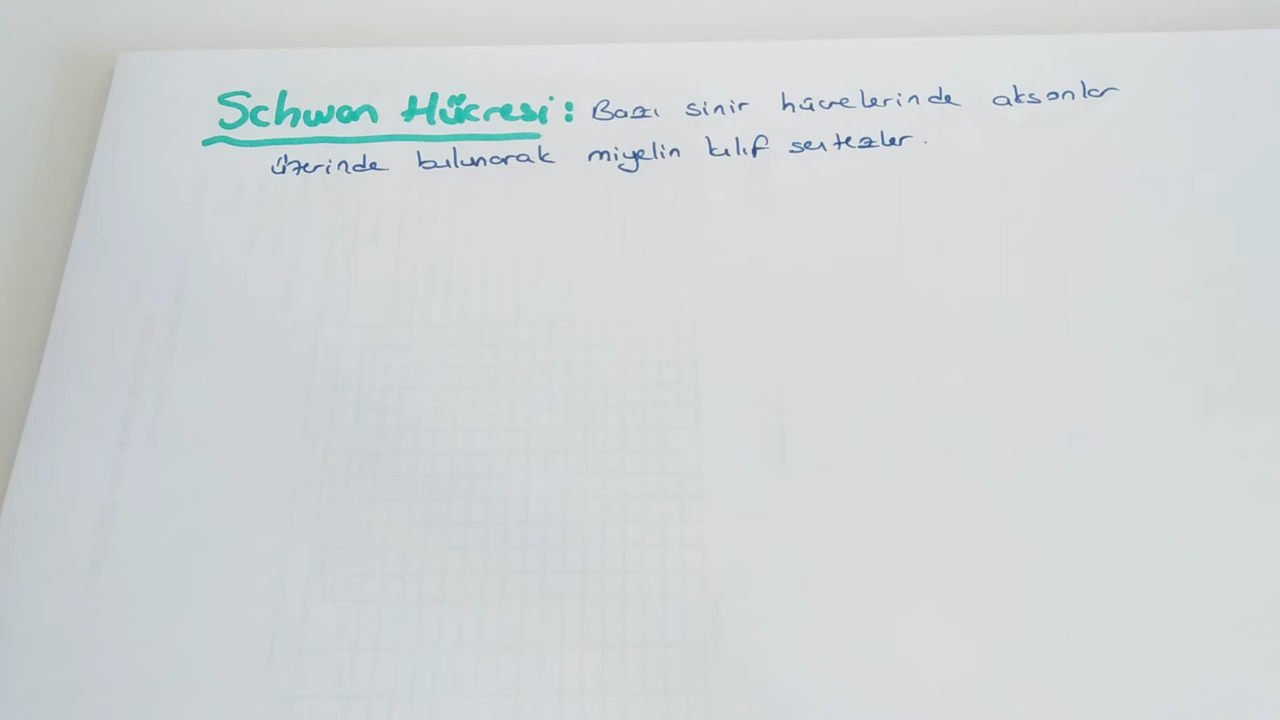 Schwan Hücresi: Bazı sinir hücrelerinde aksonlar
üzerinde bulunarak miyelin kılıf sentezler.